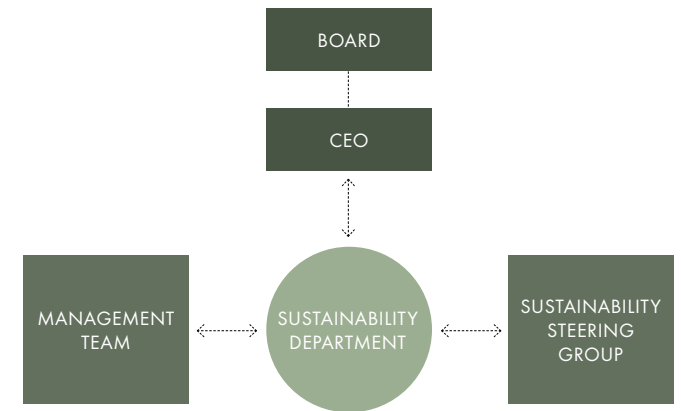 BOARD
CEO
MANAGEMENT
TEAM
SUSTAINABILITY
DEPARTMENT
SUSTAINABILITY
STEERING
GROUP